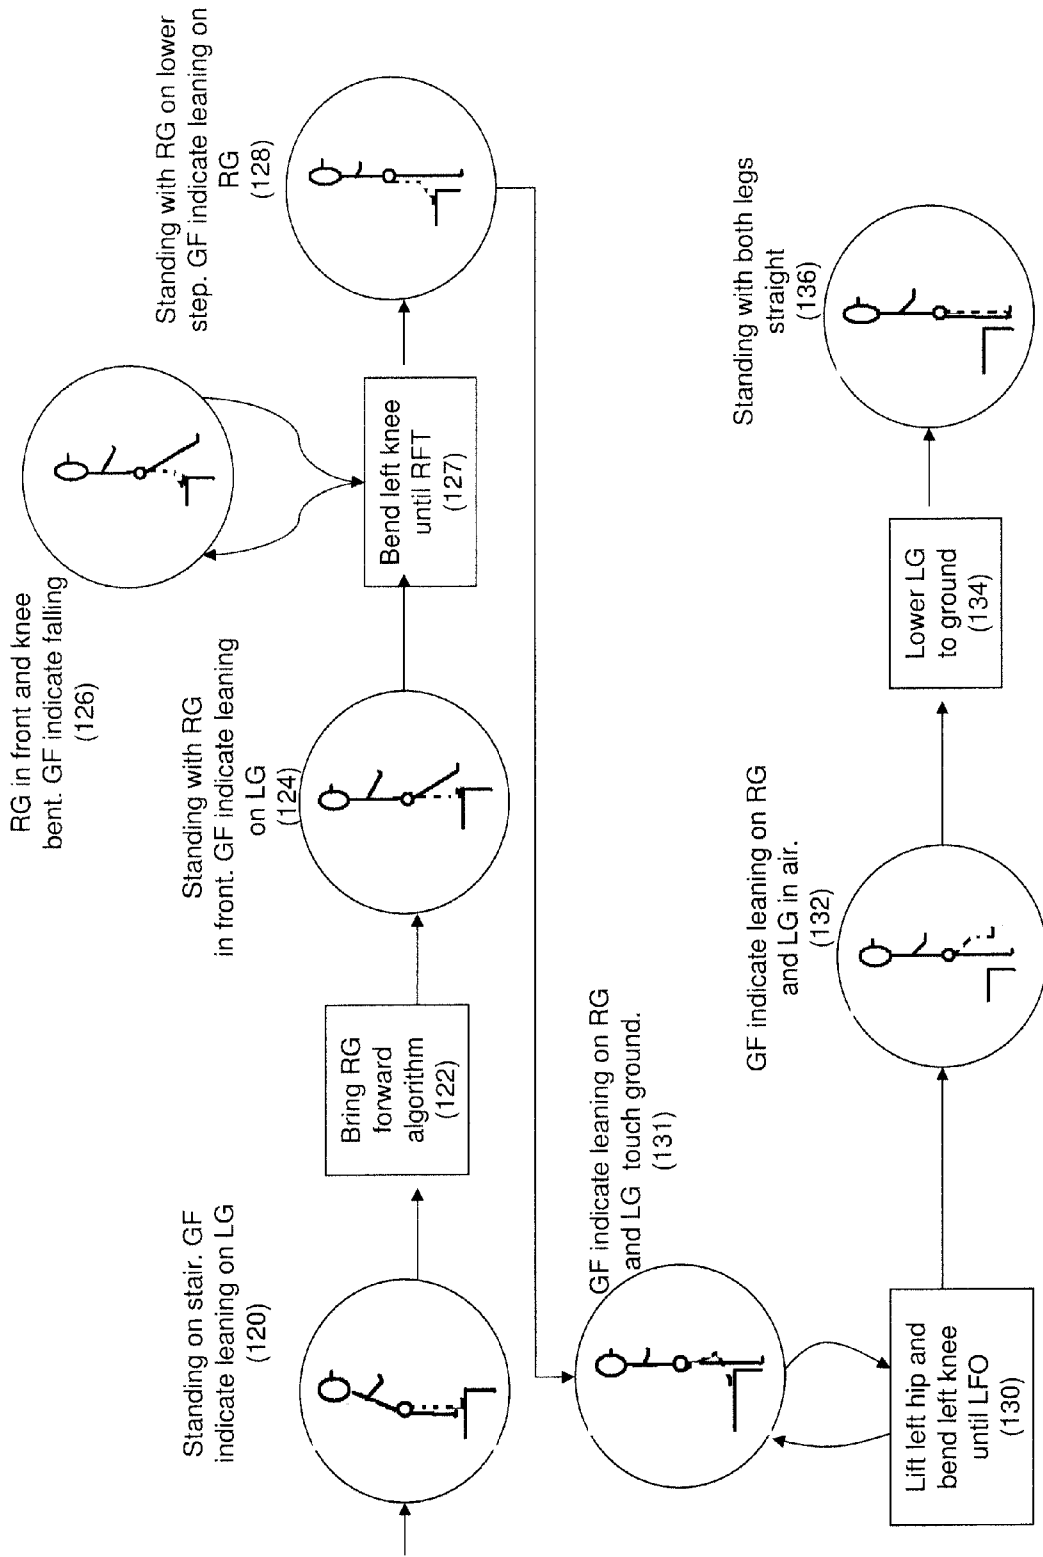 Standing on stair. GF
indicate leaning on LG
(120)
Bring RG
forward
algorithm
(122)
Standing with RG
in front. GF indicate leaning
on LG
(124)
RG in front and knee
bent. GF indicate falling
(126)
Bend left knee
until RFT
(127)
Standing with RG on lower
step. GF indicate leaning on
RG
(128)
GF indicate leaning on RG
and LG touch ground.
(131)
Lift left hip and
bend left knee
until LFO
(130)
GF indicate leaning on RG
and LG in air.
(132)
Lower LG
to ground
(134)
Standing with both legs
straight
(136)